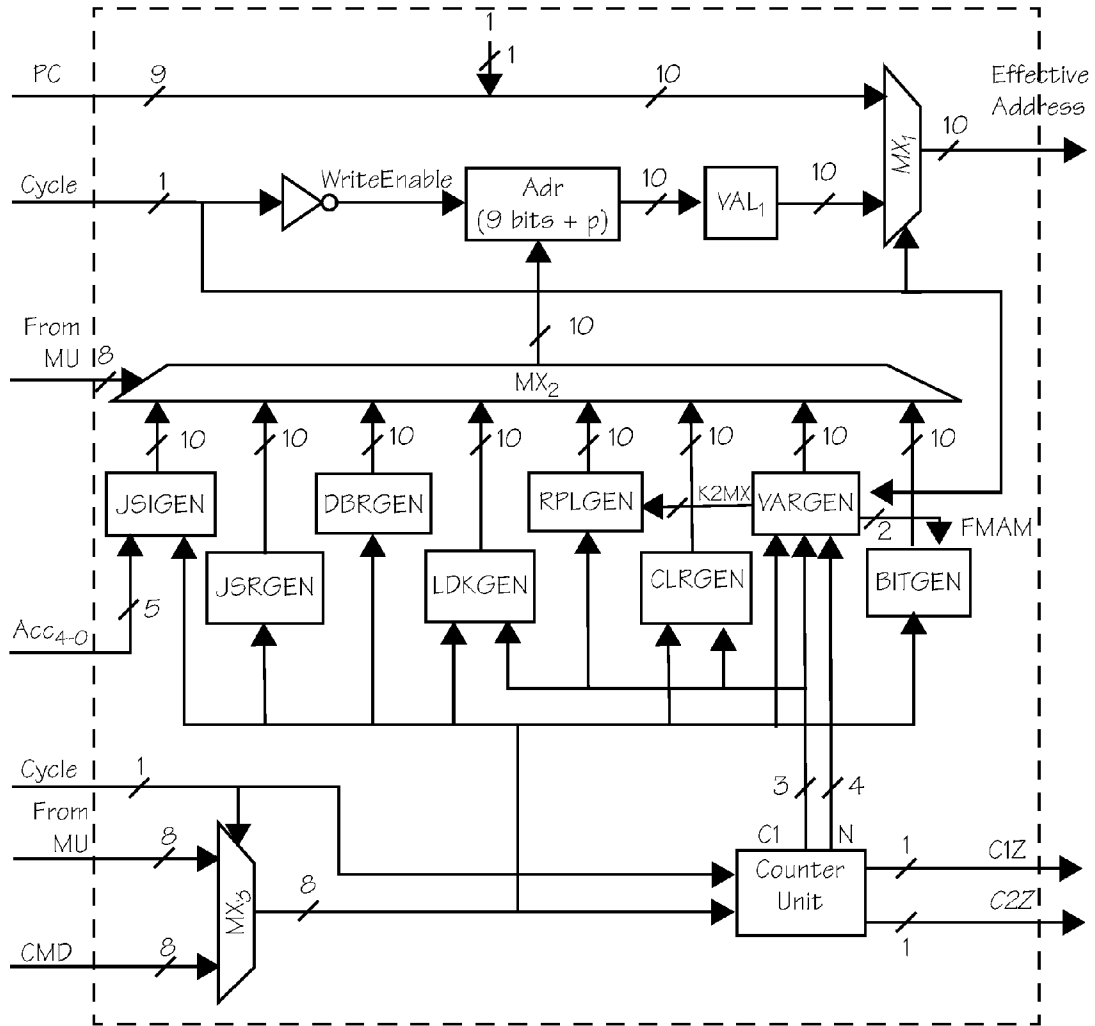 1
PC
9
1
10
Effective
Address
10
MX1
Cycle
1
WriteEnable
Adr
(9 bits + p)
10
VAL1
10
From
MU
8
10
MX2
10
10
10
10
10
10
10
10
JSIGEN
DBRGEN
RPLGEN
K2MX
VARGEN
2
FMAM
JSRGEN
LDKGEN
CLRGEN
BITGEN
5
Acc4-0
Cycle
1
3
4
From
MU
8
C1
N
Counter
Unit
1
C1Z
MX3
8
C2Z
1
CMD
8